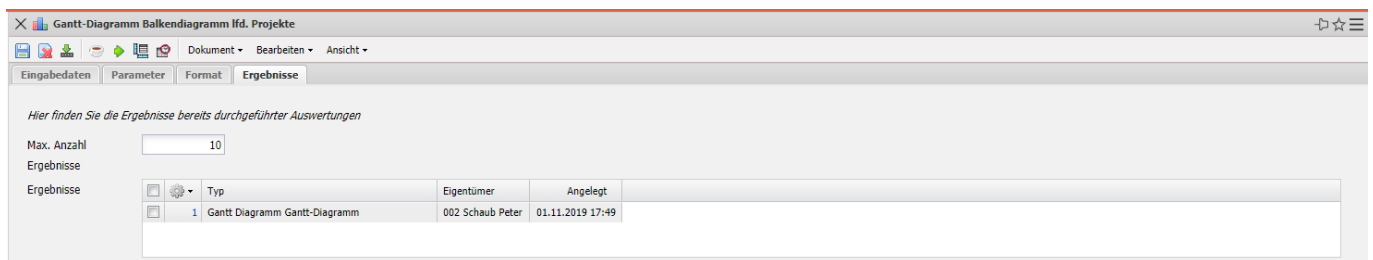 Gantt-Diagramm Balkendiagramm lfd. Projekte
Dokument Bearbeiten Ansicht
Eingabedaten Parameter Format Ergebnisse
Hier finden Sie die Ergebnisse bereits durchgeführter Auswertungen
Max. Anzahl 10
Ergebnisse
Ergebnisse Typ Eigentümer Angelegt
1 Gantt Diagramm Gantt-Diagramm 002 Schaub Peter 01.11.2019 17:49